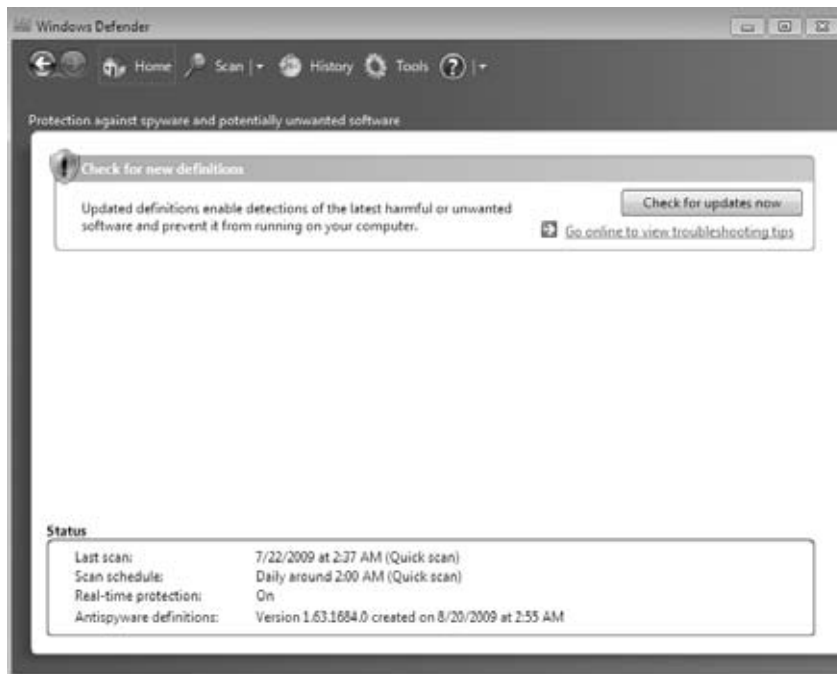 Windows Defender
Home Scan History Tools ?
Protection against spyware and potentially unwanted software
Check for new definitions
Updated definitions enable detections of the latest harmful or unwanted
software and prevent it from running on your computer.
Check for updates now
Go online to view troubleshooting tips
Status
Last scan: 7/22/2009 at 2:37 AM (Quick scan)
Scan schedule: Daily around 2:00 AM (Quick scan)
Real-time protection: On
Antispyware definitions: Version 1.63.1684.0 created on 8/20/2009 at 2:55 AM